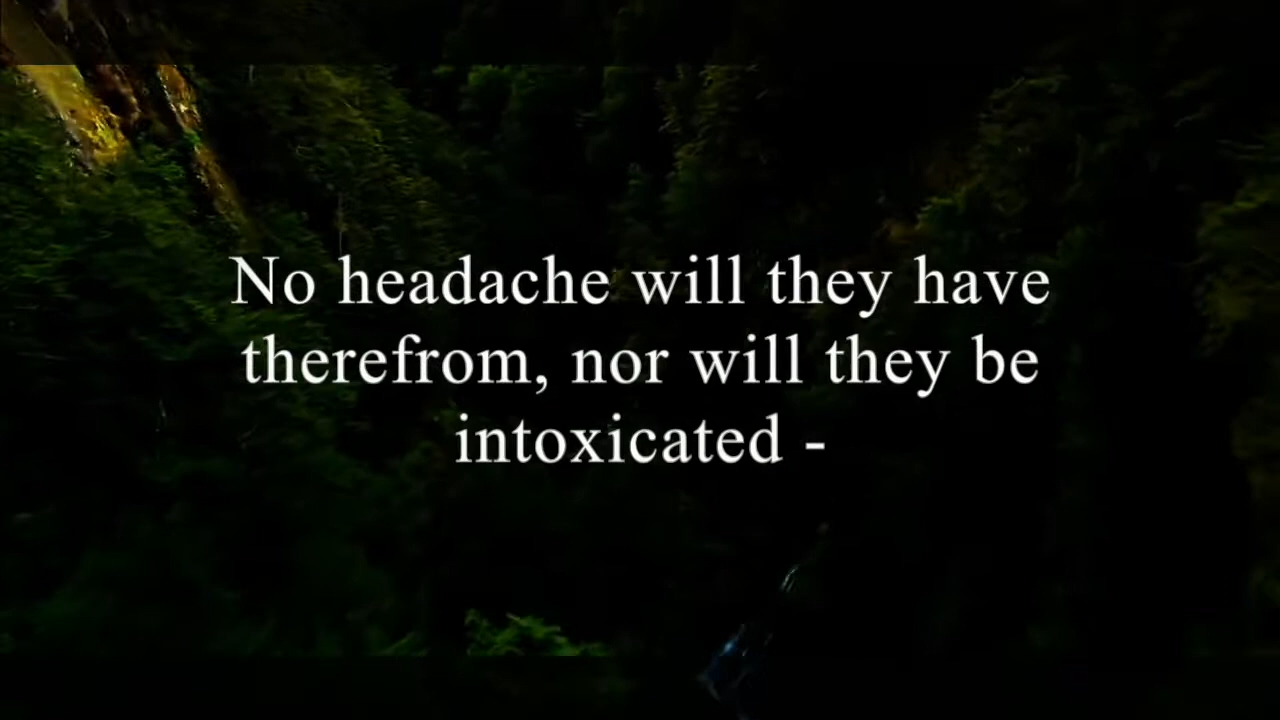 No headache will they have
therefrom, nor will they be
intoxicated -